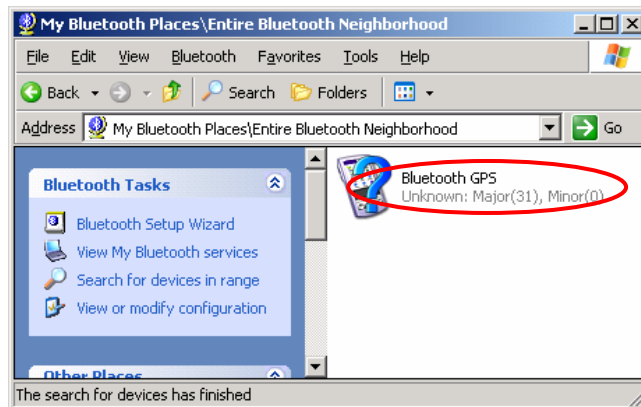 My Bluetooth Places\Entire Bluetooth Neighborhood
File Edit View Bluetooth Favorites Tools Help
Back Search Folders
Address My Bluetooth Places\Entire Bluetooth Neighborhood Go
Bluetooth Tasks
Bluetooth Setup Wizard
View My Bluetooth services
Search for devices in range
View or modify configuration
Other Places
Bluetooth GPS
Unknown: Major(31), Minor(0)
The search for devices has finished